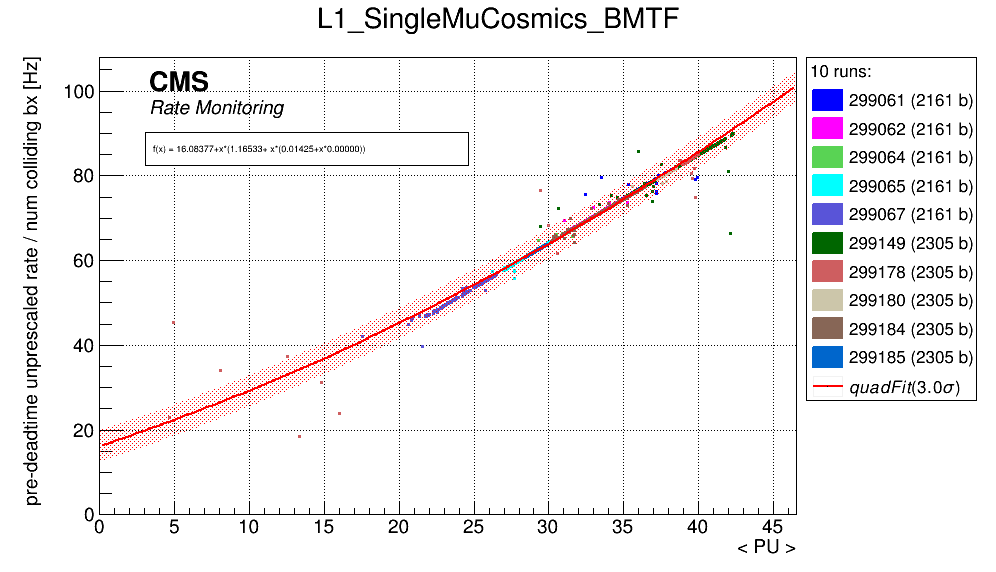 L1_SingleMuCosmics_BMTF
pre-deadtime unprescaled rate / num colliding bx [Hz]
CMS
Rate Monitoring
f(x) = 16.08377+x*(1.16533+ x*(0.01425+x*0.00000))
100
80
60
40
20
0
0 5 10 15 20 25 30 35 40 45
< PU >
10 runs:
299061 (2161 b)
299062 (2161 b)
299064 (2161 b)
299065 (2161 b)
299067 (2161 b)
299149 (2305 b)
299178 (2305 b)
299180 (2305 b)
299184 (2305 b)
299185 (2305 b)
quadFit(3.0σ)